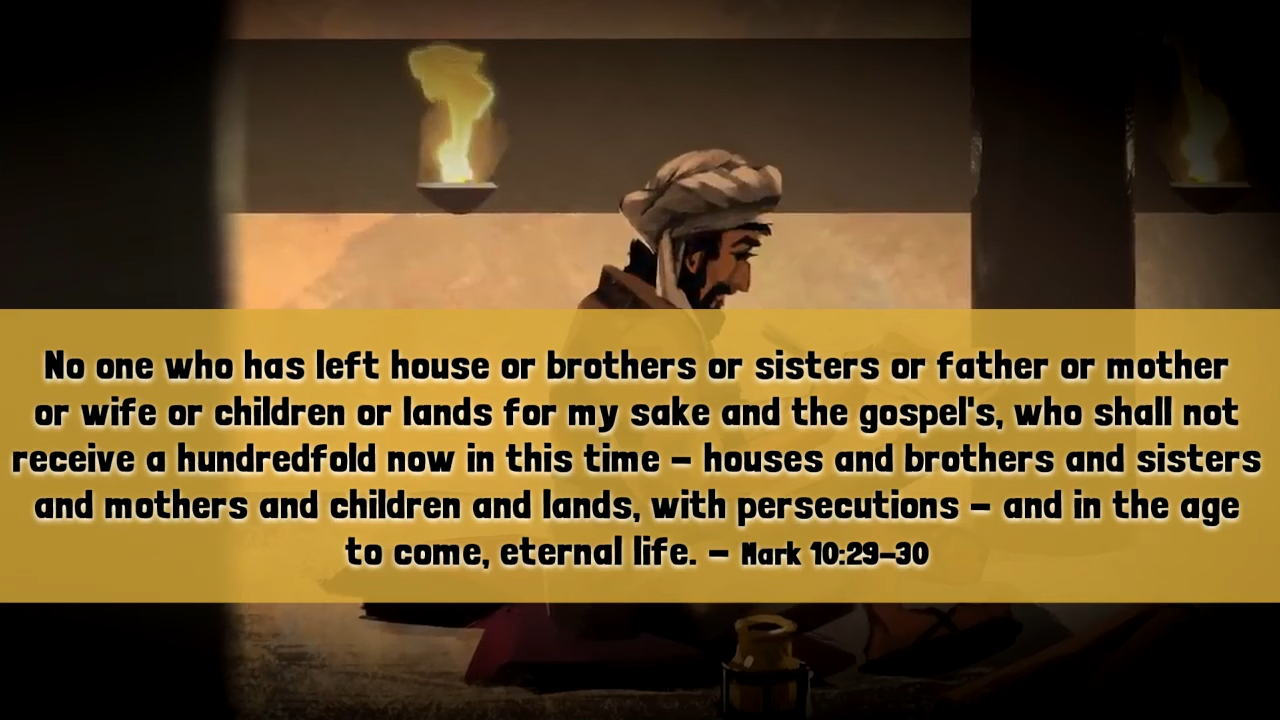 No one who has left house or brothers or sisters or father or mother
or wife or children or lands for my sake and the gospel's, who shall not
receive a hundredfold now in this time – houses and brothers and sisters
and mothers and children and lands, with persecutions – and in the age
to come, eternal life. – Mark 10:29–30